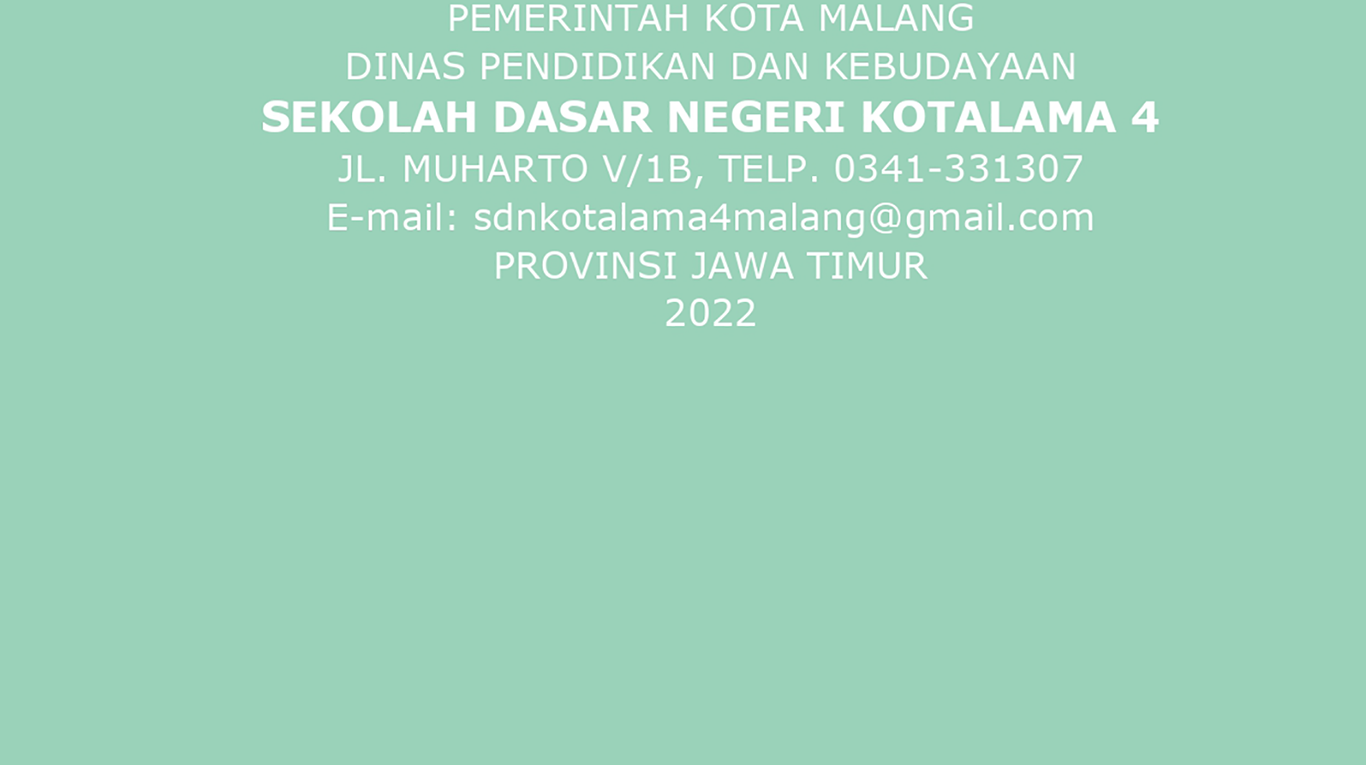 PEMERINTAH KOTA MALANG
DINAS PENDIDIKAN DAN KEBUDAYAAN
SEKOLAH DASAR NEGERI KOTALAMA 4
JL. MUHARTO V/1B, TELP. 0341-331307
E-mail: sdnkotalama4malang@gmail.com
PROVINSI JAWA TIMUR
2022